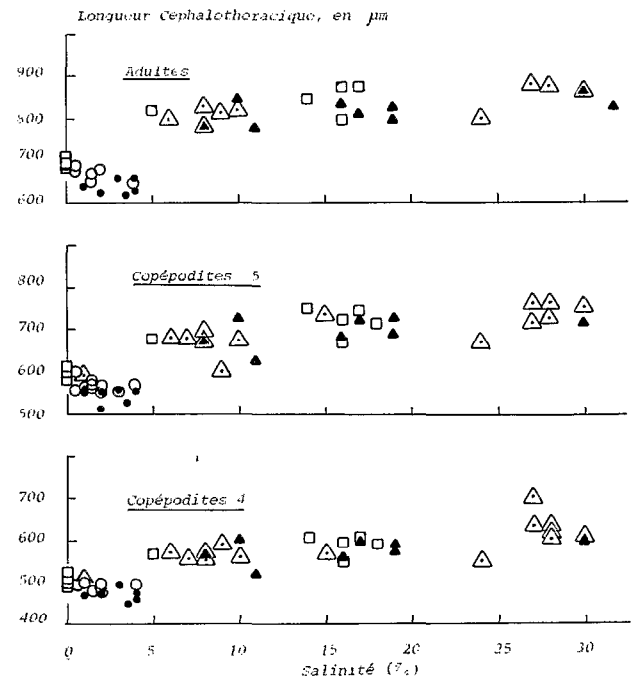 Longueur Cephalothoracique, en µm
Adultes
900
800
700
600
Copépodites 5
800
700
600
500
Copépodites 4
700
600
500
400
0 5 10 15 20 25 30
Salinité (‰)